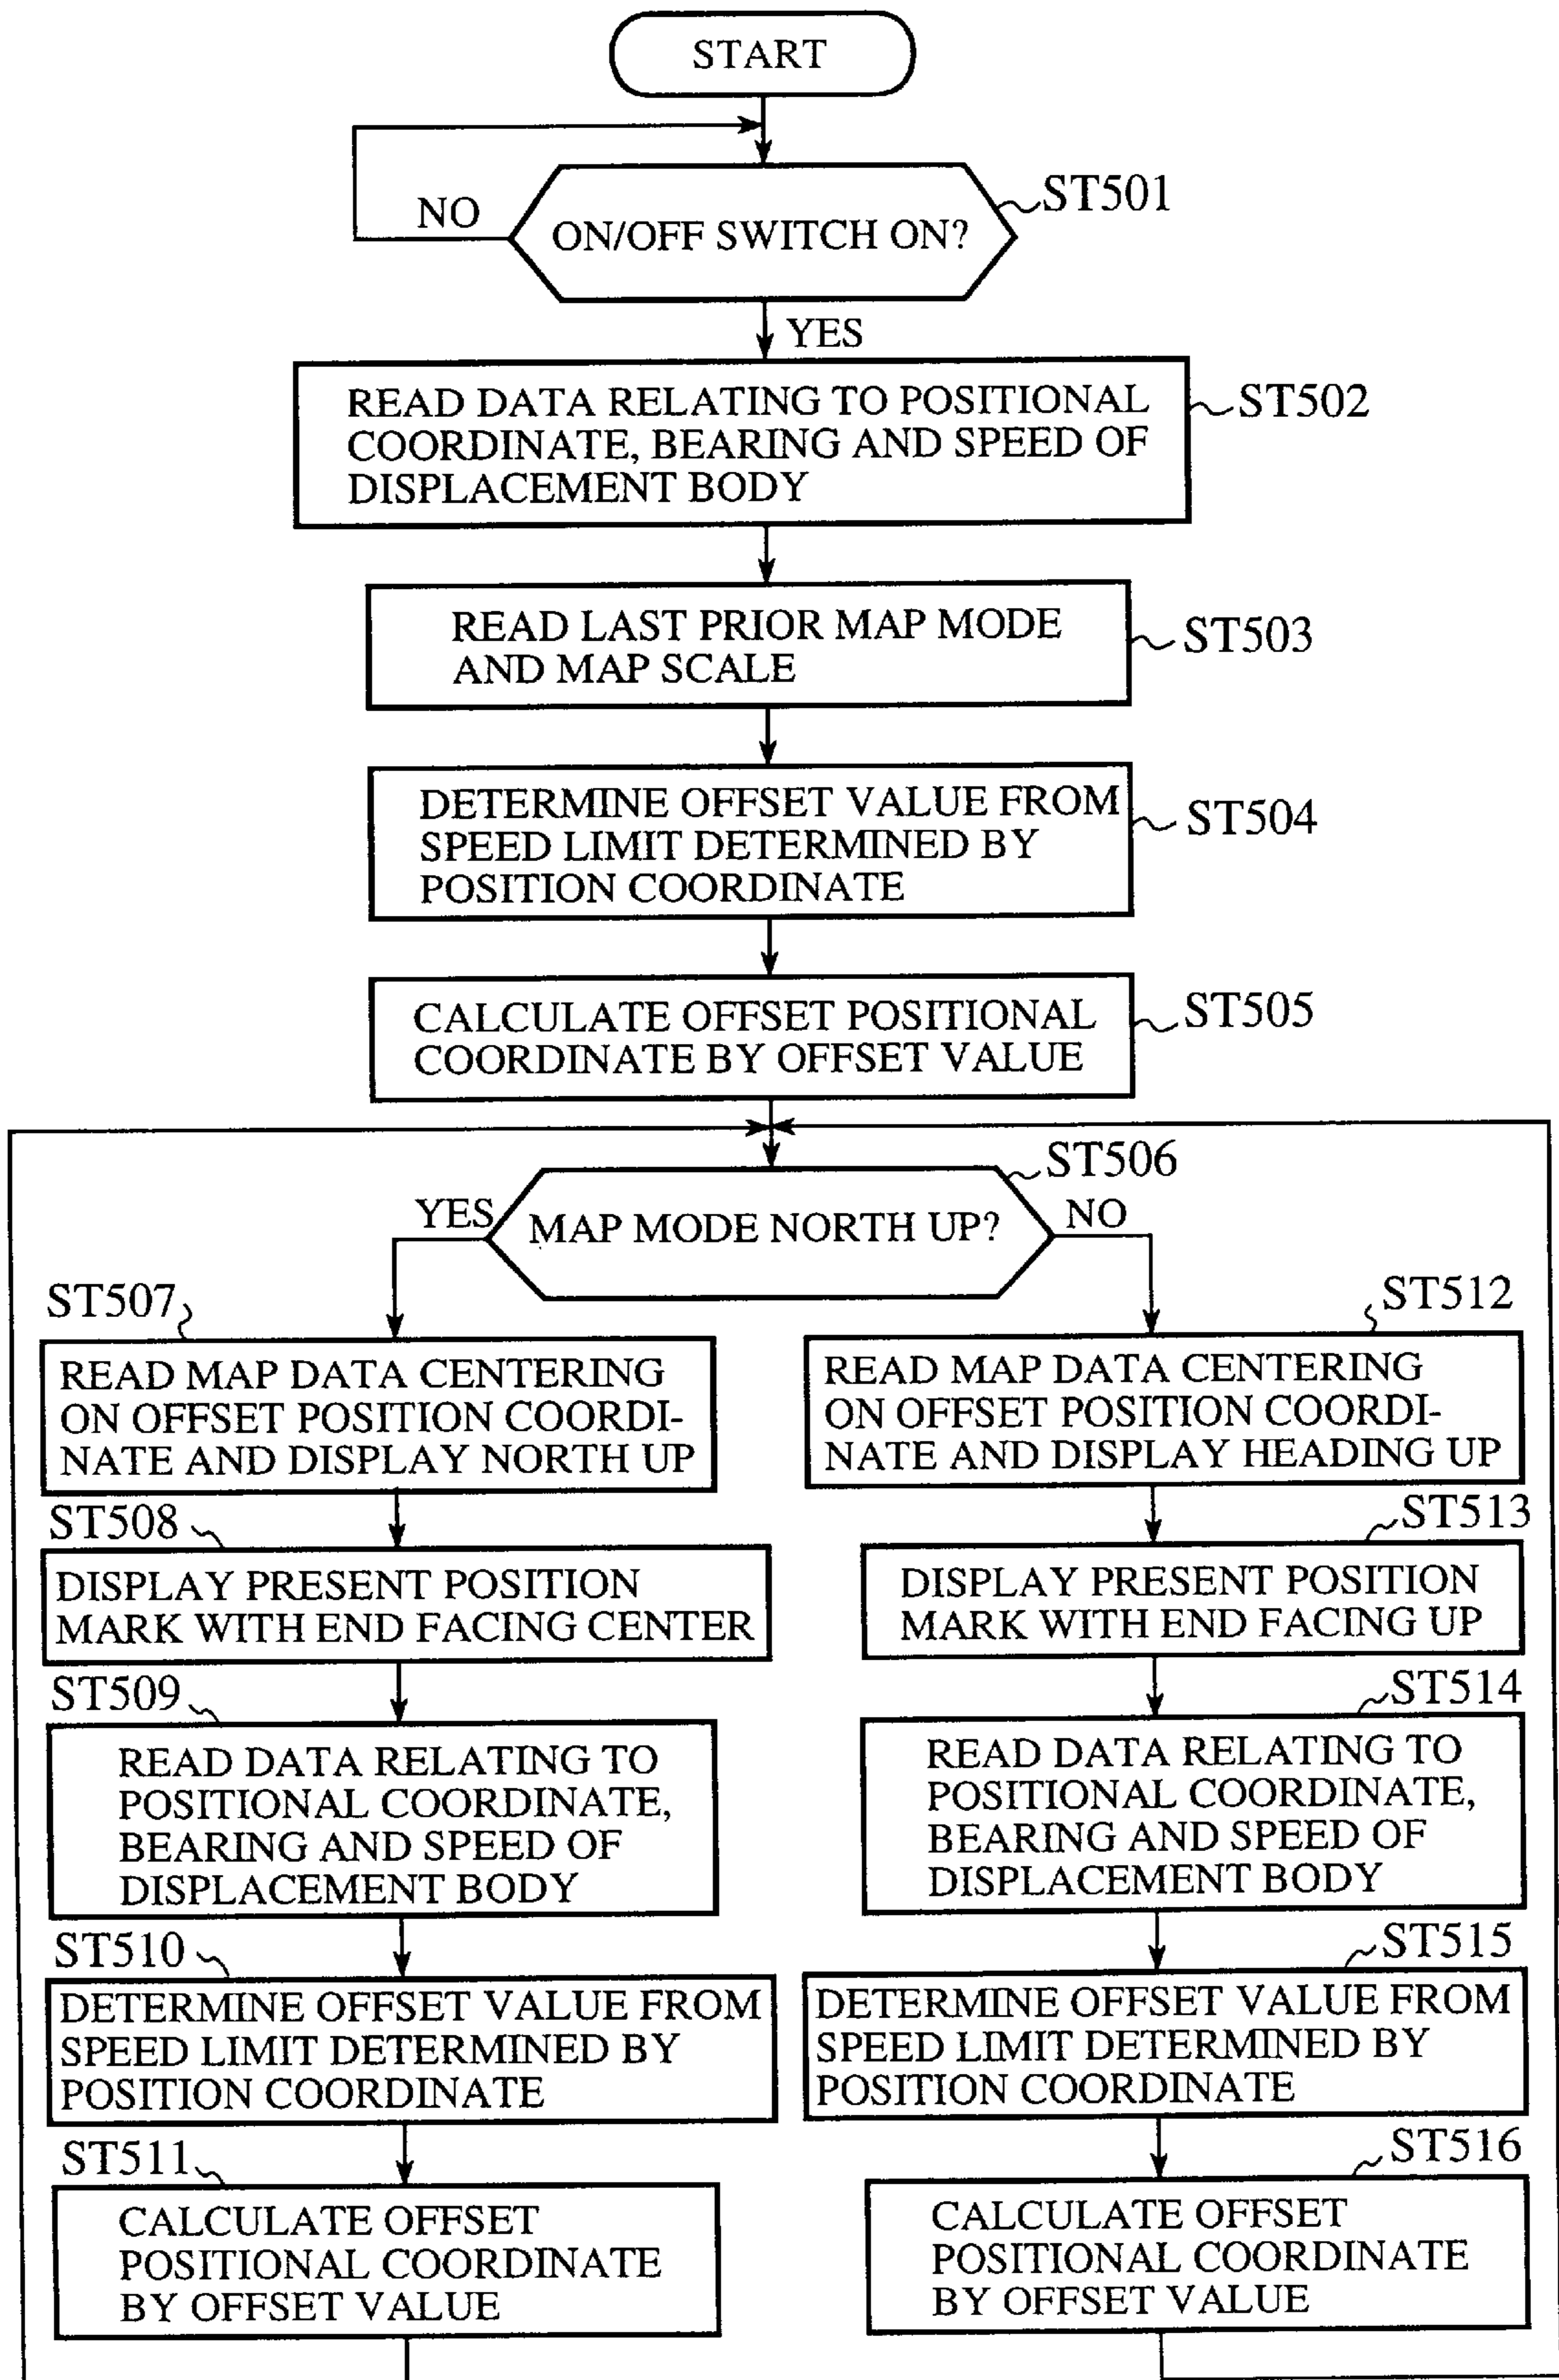 START
NO
ON/OFF SWITCH ON?
ST501
YES
READ DATA RELATING TO POSITIONAL
COORDINATE, BEARING AND SPEED OF
DISPLACEMENT BODY
ST502
READ LAST PRIOR MAP MODE
AND MAP SCALE
ST503
DETERMINE OFFSET VALUE FROM
SPEED LIMIT DETERMINED BY
POSITION COORDINATE
ST504
CALCULATE OFFSET POSITIONAL
COORDINATE BY OFFSET VALUE
ST505
ST506
YES
MAP MODE NORTH UP?
NO
ST507
READ MAP DATA CENTERING
ON OFFSET POSITION COORDI-
NATE AND DISPLAY NORTH UP
ST508
DISPLAY PRESENT POSITION
MARK WITH END FACING CENTER
ST509
READ DATA RELATING TO
POSITIONAL COORDINATE,
BEARING AND SPEED OF
DISPLACEMENT BODY
ST510
DETERMINE OFFSET VALUE FROM
SPEED LIMIT DETERMINED BY
POSITION COORDINATE
ST511
CALCULATE OFFSET
POSITIONAL COORDINATE
BY OFFSET VALUE
ST512
READ MAP DATA CENTERING
ON OFFSET POSITION COORDI-
NATE AND DISPLAY HEADING UP
ST513
DISPLAY PRESENT POSITION
MARK WITH END FACING UP
ST514
READ DATA RELATING TO
POSITIONAL COORDINATE,
BEARING AND SPEED OF
DISPLACEMENT BODY
ST515
DETERMINE OFFSET VALUE FROM
SPEED LIMIT DETERMINED BY
POSITION COORDINATE
ST516
CALCULATE OFFSET
POSITIONAL COORDINATE
BY OFFSET VALUE